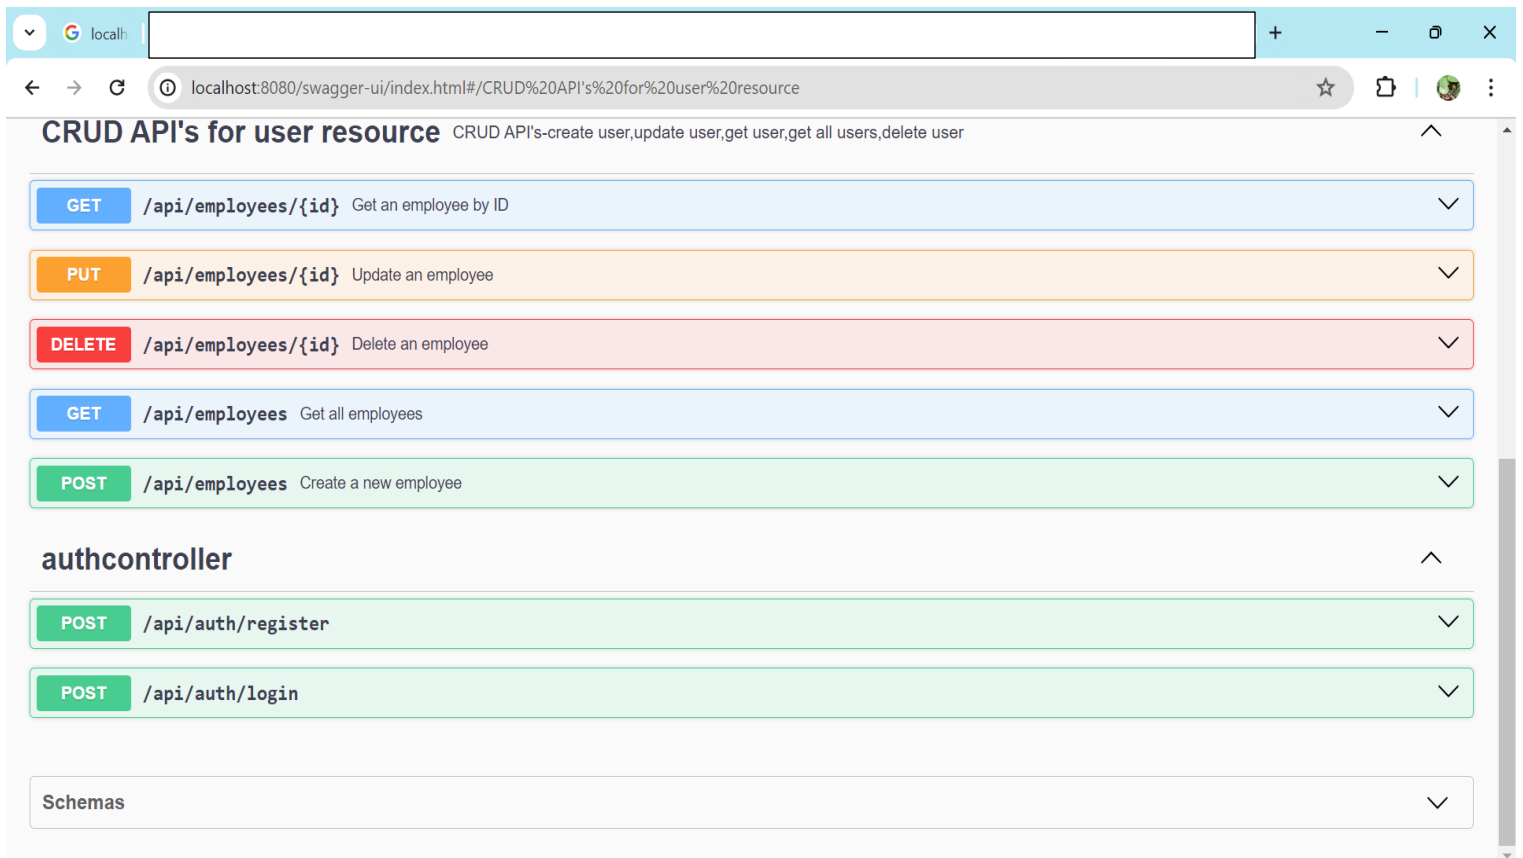 localh
localhost:8080/swagger-ui/index.html#/CRUD%20API's%20for%20user%20resource
CRUD API's for user resource CRUD API's-create user,update user,get user,get all users,delete user
GET /api/employees/{id} Get an employee by ID
PUT /api/employees/{id} Update an employee
DELETE /api/employees/{id} Delete an employee
GET /api/employees Get all employees
POST /api/employees Create a new employee
authcontroller
POST /api/auth/register
POST /api/auth/login
Schemas